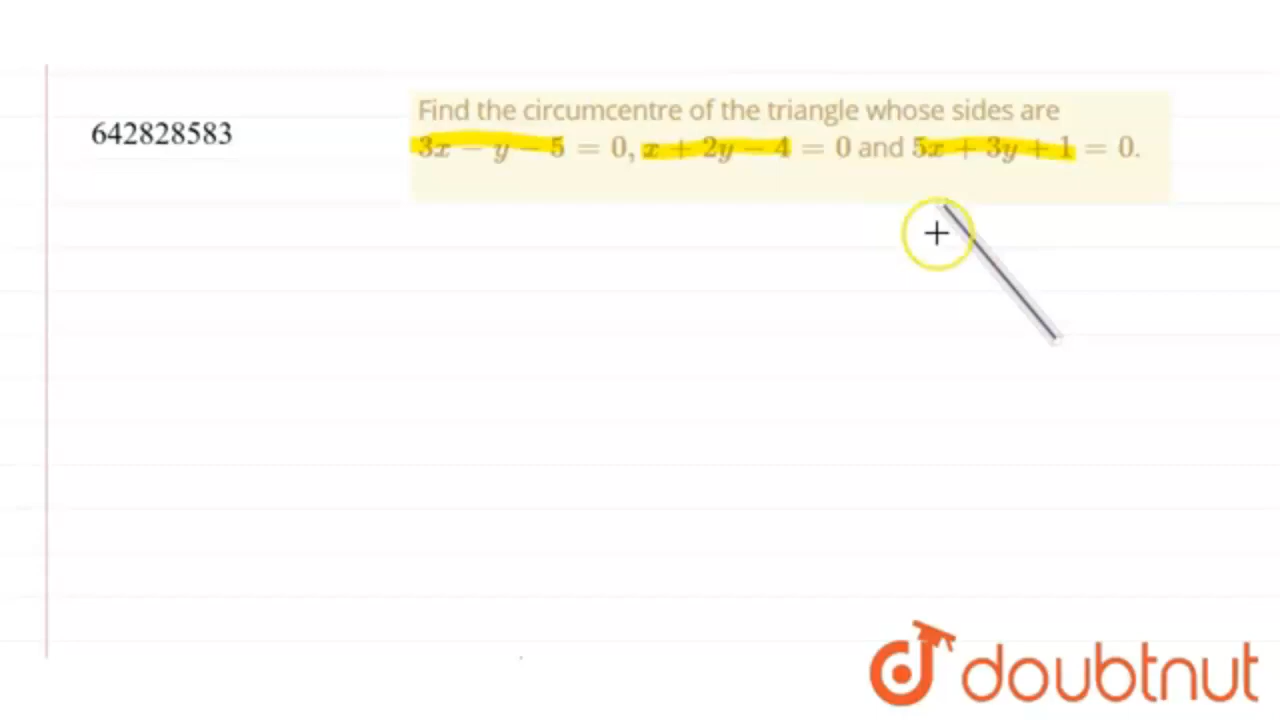 642828583
Find the circumcentre of the triangle whose sides are
3x − y − 5 = 0, x + 2y − 4 = 0 and 5x + 3y + 1 = 0.
doubtnut